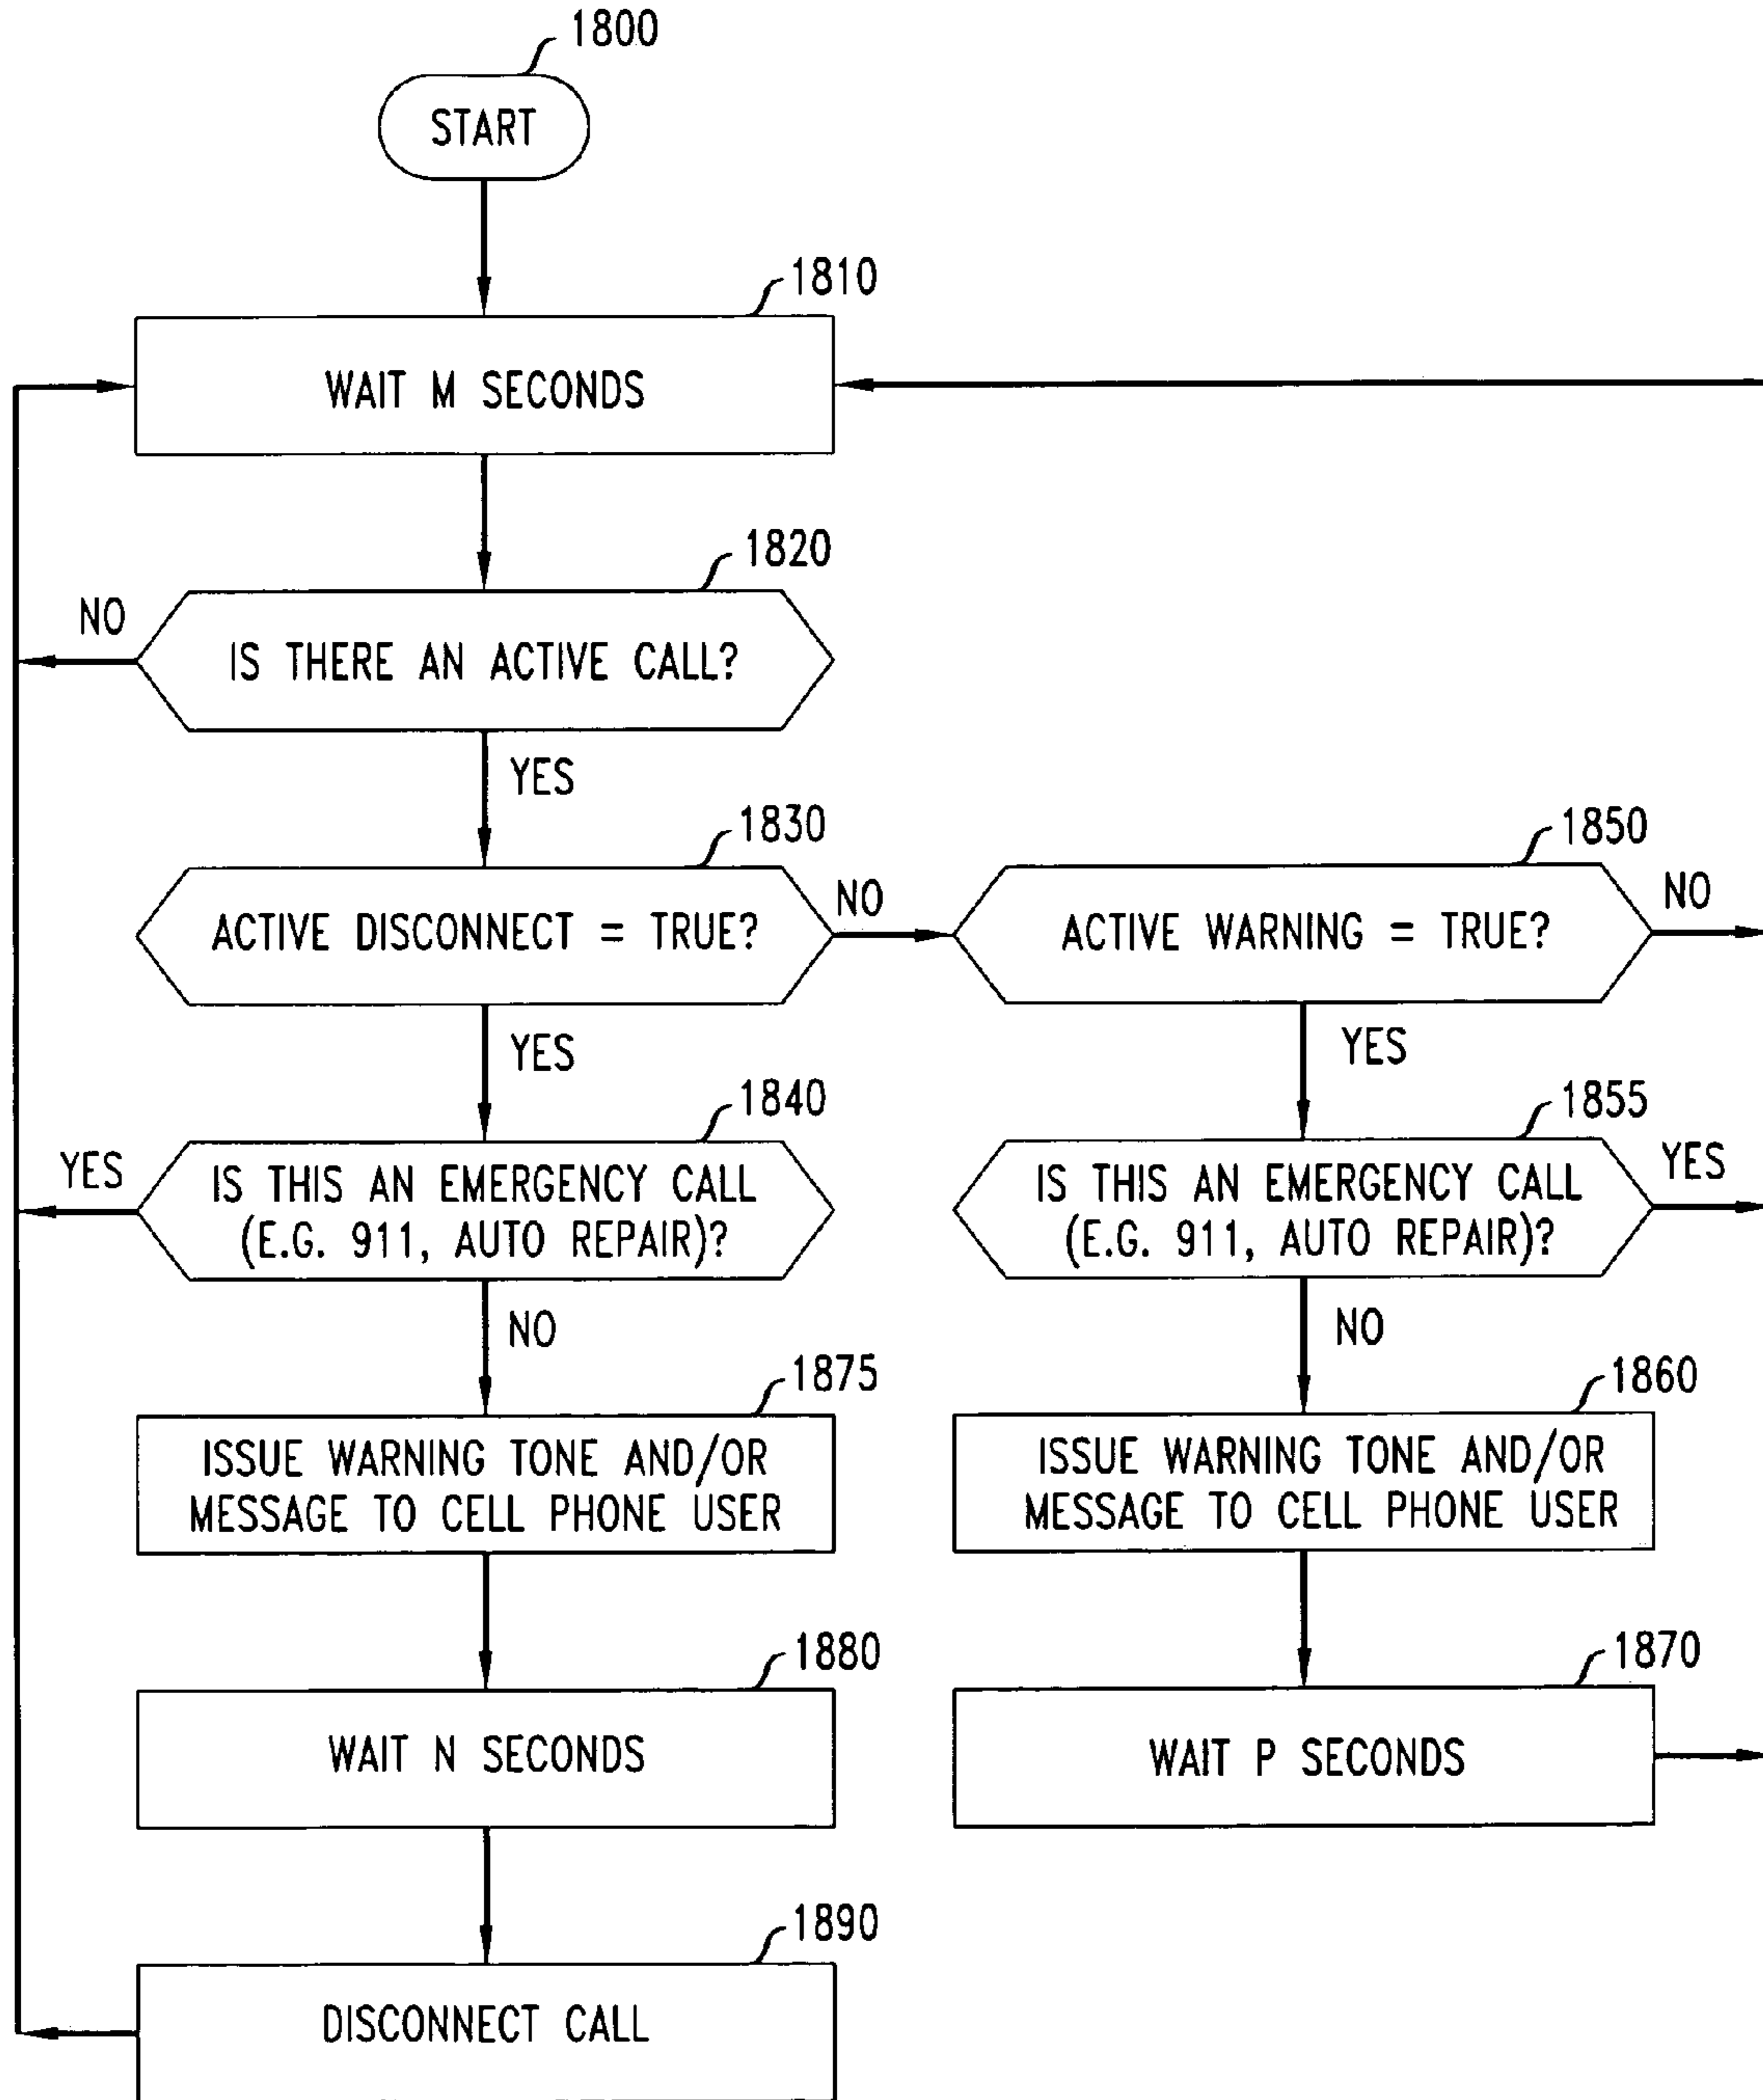 1800
START
1810
WAIT M SECONDS
1820
NO
IS THERE AN ACTIVE CALL?
YES
1830
ACTIVE DISCONNECT = TRUE?
NO
1850
ACTIVE WARNING = TRUE?
NO
YES
YES
1840
YES
IS THIS AN EMERGENCY CALL
(E.G. 911, AUTO REPAIR)?
1855
IS THIS AN EMERGENCY CALL
(E.G. 911, AUTO REPAIR)?
YES
NO
NO
1875
ISSUE WARNING TONE AND/OR
MESSAGE TO CELL PHONE USER
1860
ISSUE WARNING TONE AND/OR
MESSAGE TO CELL PHONE USER
1880
WAIT N SECONDS
1870
WAIT P SECONDS
1890
DISCONNECT CALL